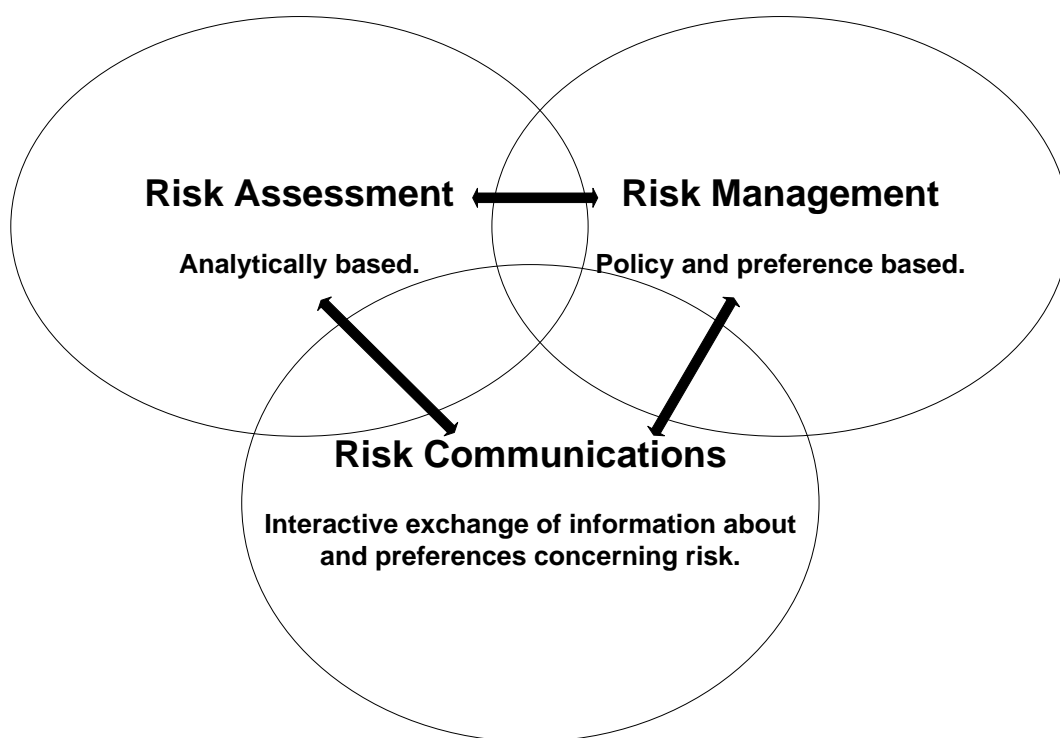 Risk Assessment
Risk Management
Analytically based.
Policy and preference based.
Risk Communications
Interactive exchange of information about
and preferences concerning risk.